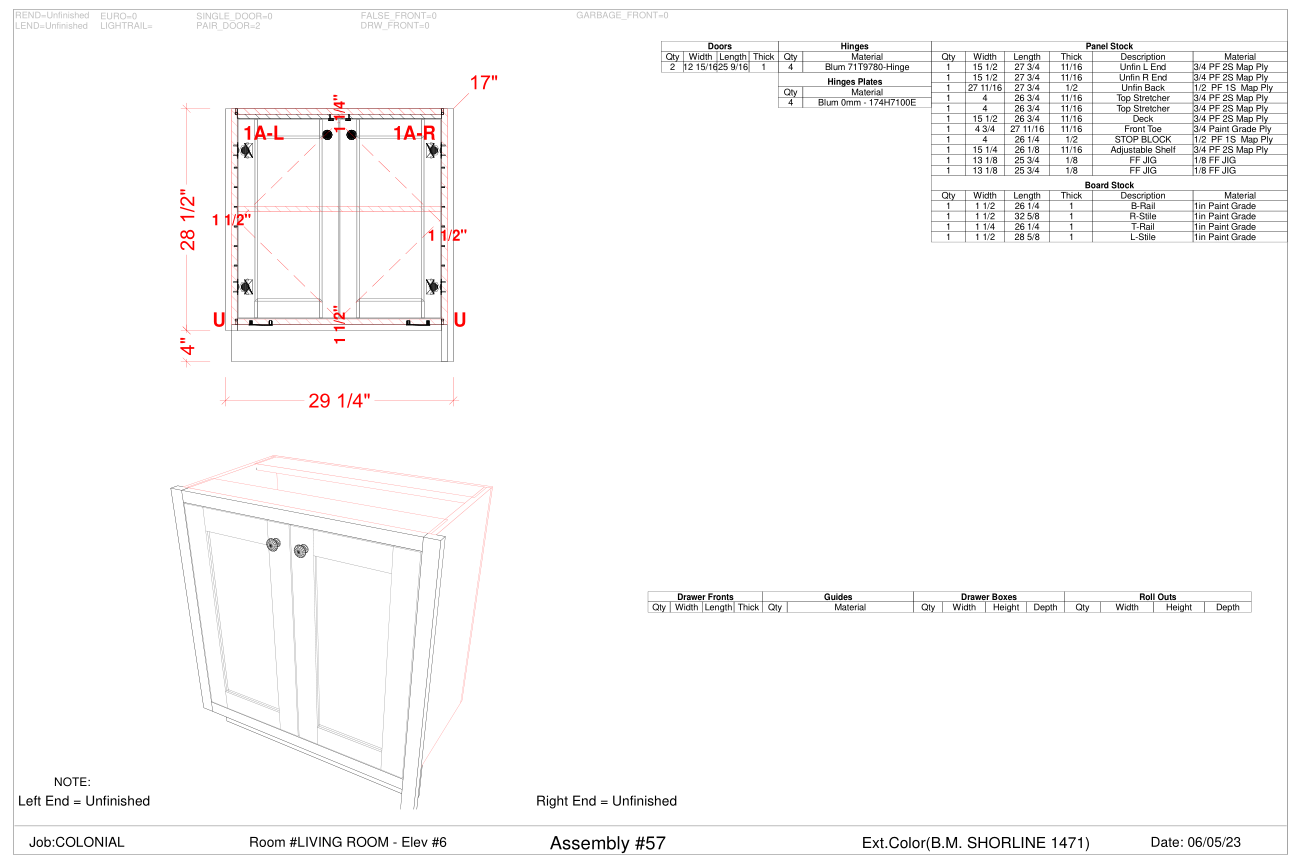 REND=Unfinished EURO=0 SINGLE_DOOR=0 FALSE_FRONT=0 GARBAGE_FRONT=0
LEND=Unfinished LIGHTRAIL= PAIR_DOOR=2 DRW_FRONT=0
17"
1 1/4"
1A-L 1A-R
28 1/2"
1 1/2"
1 1/2"
U U
1 1/2"
4"
29 1/4"
Doors
Qty Width Length Thick
2 12 15/16 25 9/16 1
Hinges
Qty Material
4 Blum 71T9780-Hinge
Hinges Plates
Qty Material
4 Blum 0mm - 174H7100E
Panel Stock
Qty Width Length Thick Description Material
1 15 1/2 27 3/4 11/16 Unfin L End 3/4 PF 2S Map Ply
1 15 1/2 27 3/4 11/16 Unfin R End 3/4 PF 2S Map Ply
1 27 11/16 27 3/4 1/2 Unfin Back 1/2 PF 1S Map Ply
1 4 26 3/4 11/16 Top Stretcher 3/4 PF 2S Map Ply
1 4 26 3/4 11/16 Top Stretcher 3/4 PF 2S Map Ply
1 15 1/2 26 3/4 11/16 Deck 3/4 PF 2S Map Ply
1 4 3/4 27 11/16 11/16 Front Toe 3/4 Paint Grade Ply
1 4 26 1/4 1/2 STOP BLOCK 1/2 PF 1S Map Ply
1 15 1/4 26 1/8 11/16 Adjustable Shelf 3/4 PF 2S Map Ply
1 13 1/8 25 3/4 1/8 FF JIG 1/8 FF JIG
1 13 1/8 25 3/4 1/8 FF JIG 1/8 FF JIG
Board Stock
Qty Width Length Thick Description Material
1 1 1/2 26 1/4 1 B-Rail 1in Paint Grade
1 1 1/2 32 5/8 1 R-Stile 1in Paint Grade
1 1 1/4 26 1/4 1 T-Rail 1in Paint Grade
1 1 1/2 28 5/8 1 L-Stile 1in Paint Grade
Drawer Fronts Guides Drawer Boxes Roll Outs
Qty Width Length Thick Qty Material Qty Width Height Depth Qty Width Height Depth
NOTE:
Left End = Unfinished Right End = Unfinished
Job:COLONIAL Room #LIVING ROOM - Elev #6 Assembly #57 Ext.Color(B.M. SHORLINE 1471) Date: 06/05/23